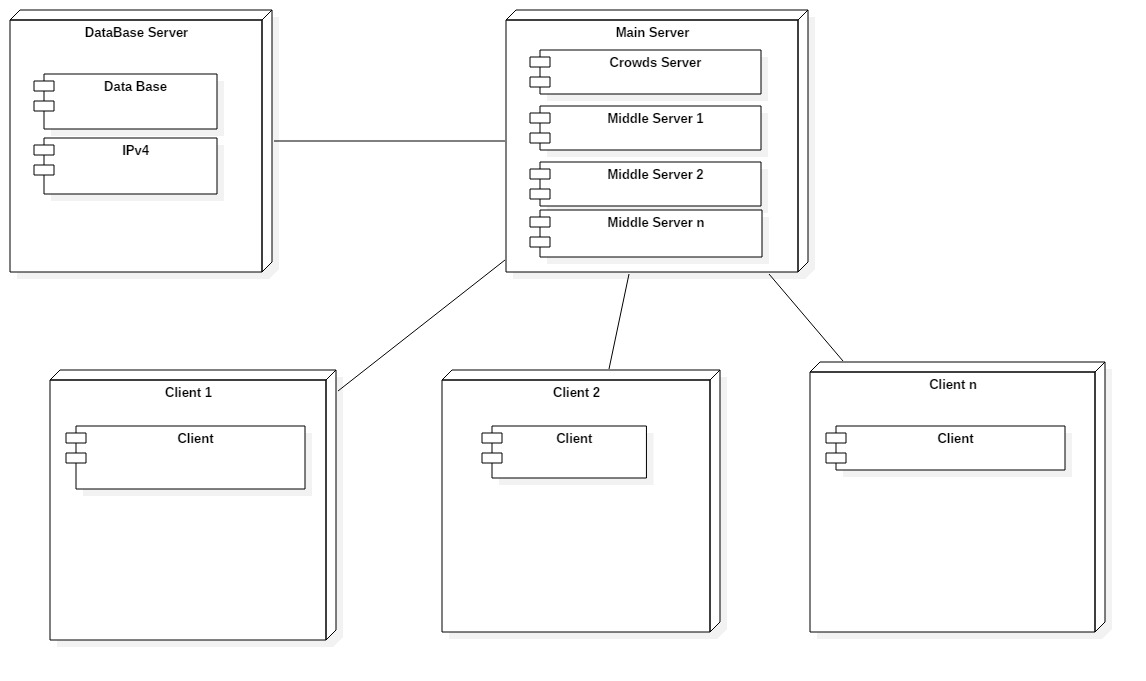 DataBase Server
Data Base
IPv4
Main Server
Crowds Server
Middle Server 1
Middle Server 2
Middle Server n
Client 1
Client
Client 2
Client
Client n
Client